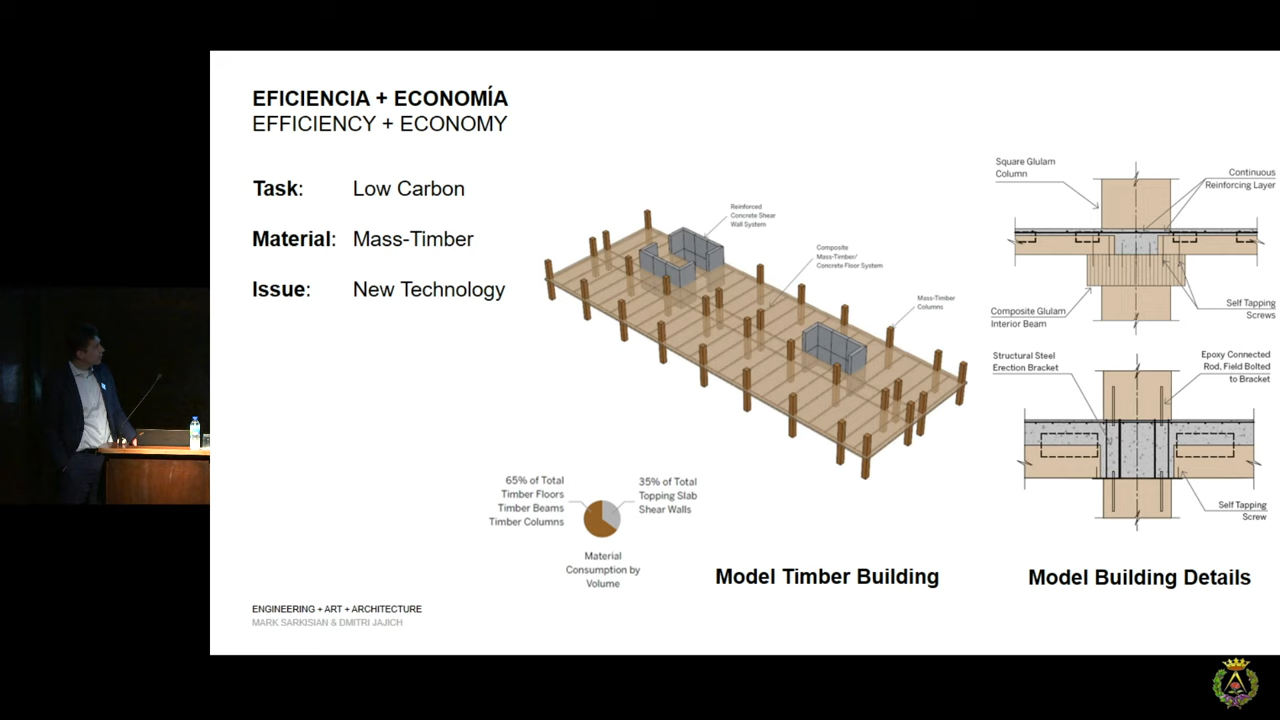 EFICIENCIA + ECONOMÍA
EFFICIENCY + ECONOMY
Task: Low Carbon
Material: Mass-Timber
Issue: New Technology
Reinforced
Concrete Shear
Wall System
Composite
Mass-Timber/
Concrete Floor System
Mass-Timber
Columns
65% of Total
Timber Floors
Timber Beams
Timber Columns
35% of Total
Topping Slab
Shear Walls
Material
Consumption by
Volume
Model Timber Building
Square Glulam
Column
Continuous
Reinforcing Layer
Composite Glulam
Interior Beam
Self Tapping
Screws
Structural Steel
Erection Bracket
Epoxy Connected
Rod, Field Bolted
to Bracket
Self Tapping
Screw
Model Building Details
ENGINEERING + ART + ARCHITECTURE
MARK SARKISIAN & DMITRI JAJICH